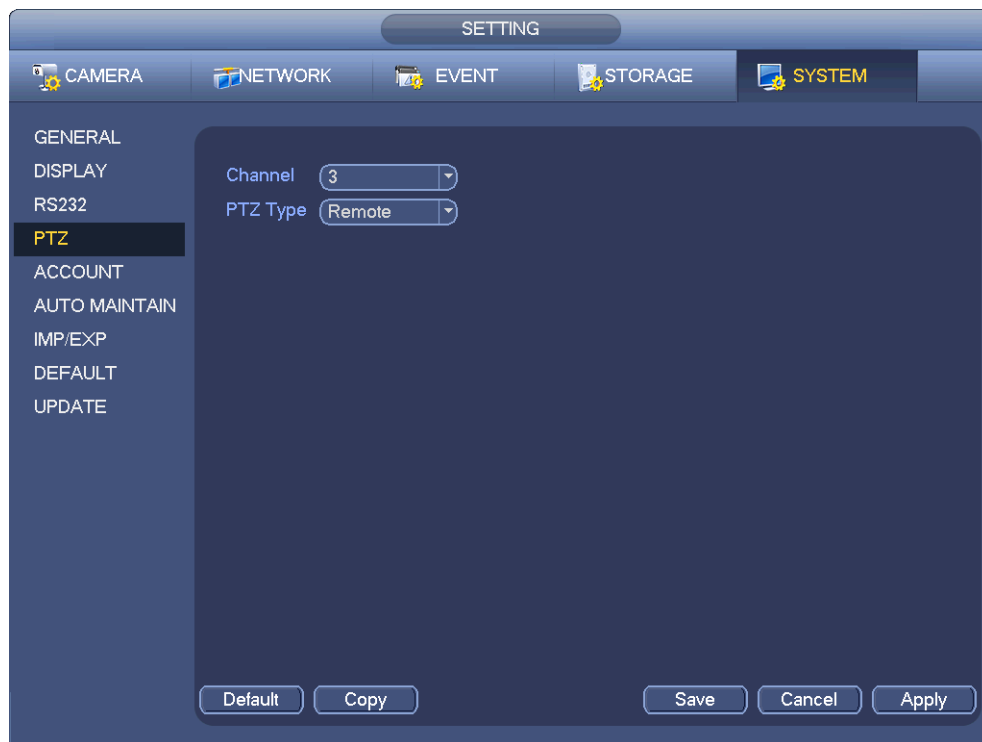 SETTING
CAMERA NETWORK EVENT STORAGE SYSTEM
GENERAL
DISPLAY
RS232
PTZ
ACCOUNT
AUTO MAINTAIN
IMP/EXP
DEFAULT
UPDATE
Channel 3
PTZ Type Remote
Default Copy Save Cancel Apply